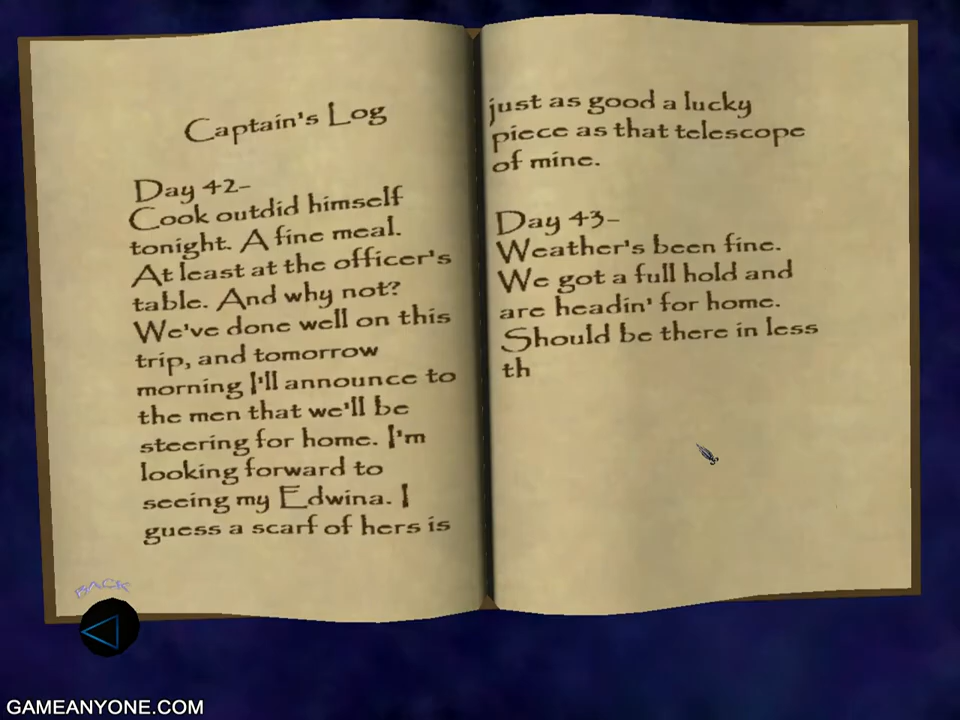 Captain's Log
Day 42-
Cook outdid himself
tonight. A fine meal.
At least at the officer's
table. And why not?
We've done well on this
trip, and tomorrow
morning I'll announce to
the men that we'll be
steering for home. I'm
looking forward to
seeing my Edwina. I
guess a scarf of hers is
just as good a lucky
piece as that telescope
of mine.
Day 43-
Weather's been fine.
We got a full hold and
are headin' for home.
Should be there in less
th
BACK
GAMEANYONE.COM